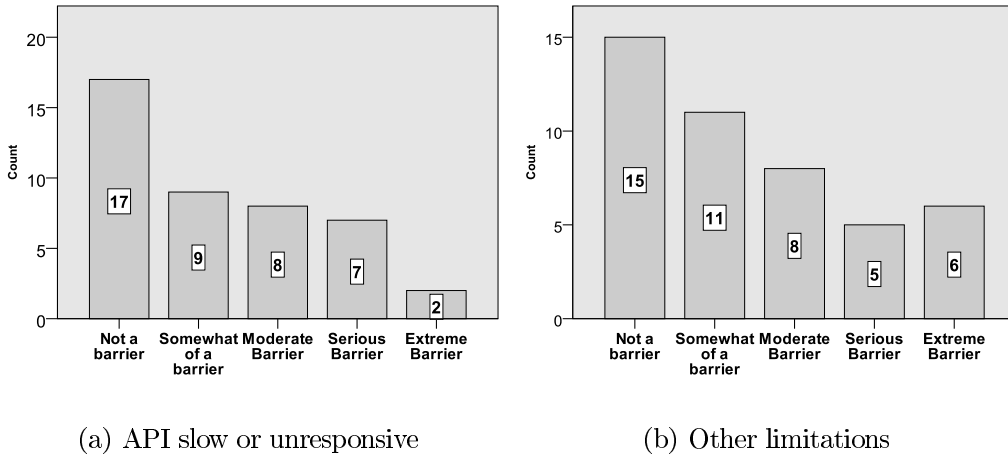 20
15
10
5
0
Count
17
9
8
7
2
Not a
barrier
Somewhat
of a
barrier
Moderate
Barrier
Serious
Barrier
Extreme
Barrier
(a) API slow or unresponsive
15
10
5
0
Count
15
11
8
5
6
Not a
barrier
Somewhat
of a
barrier
Moderate
Barrier
Serious
Barrier
Extreme
Barrier
(b) Other limitations